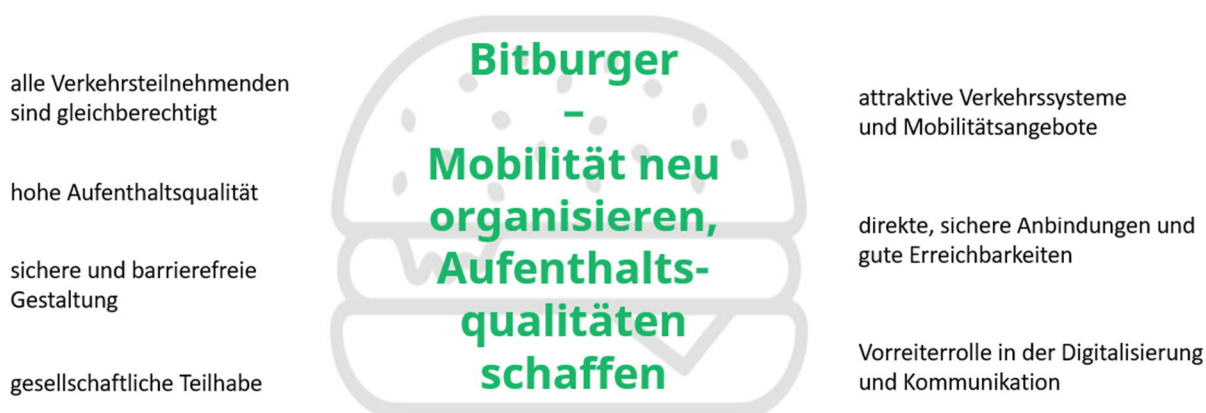 alle Verkehrsteilnehmenden
sind gleichberechtigt
hohe Aufenthaltsqualität
sichere und barrierefreie
Gestaltung
gesellschaftliche Teilhabe
Bitburger
–
Mobilität neu
organisieren,
Aufenthalts-
qualitäten
schaffen
attraktive Verkehrssysteme
und Mobilitätsangebote
direkte, sichere Anbindungen und
gute Erreichbarkeiten
Vorreiterrolle in der Digitalisierung
und Kommunikation